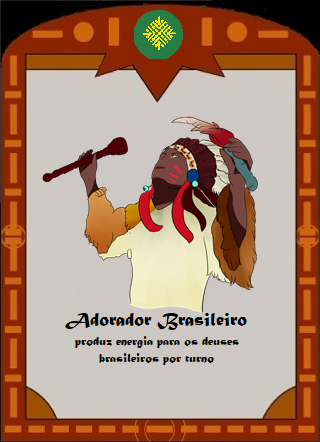 Adorador Brasileiro
produz energia para os deuses
brasileiros por turno